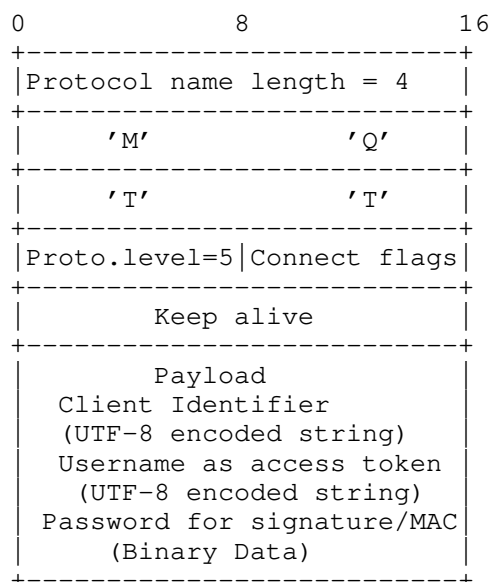 0 8 16
+---------------------------+
|Protocol name length = 4 |
+---------------------------+
| 'M' 'Q' |
+---------------------------+
| 'T' 'T' |
+---------------------------+
|Proto.level=5|Connect flags|
+---------------------------+
| Keep alive |
+---------------------------+
| Payload |
| Client Identifier |
| (UTF-8 encoded string) |
| Username as access token |
| (UTF-8 encoded string) |
| Password for signature/MAC|
| (Binary Data) |
+---------------------------+